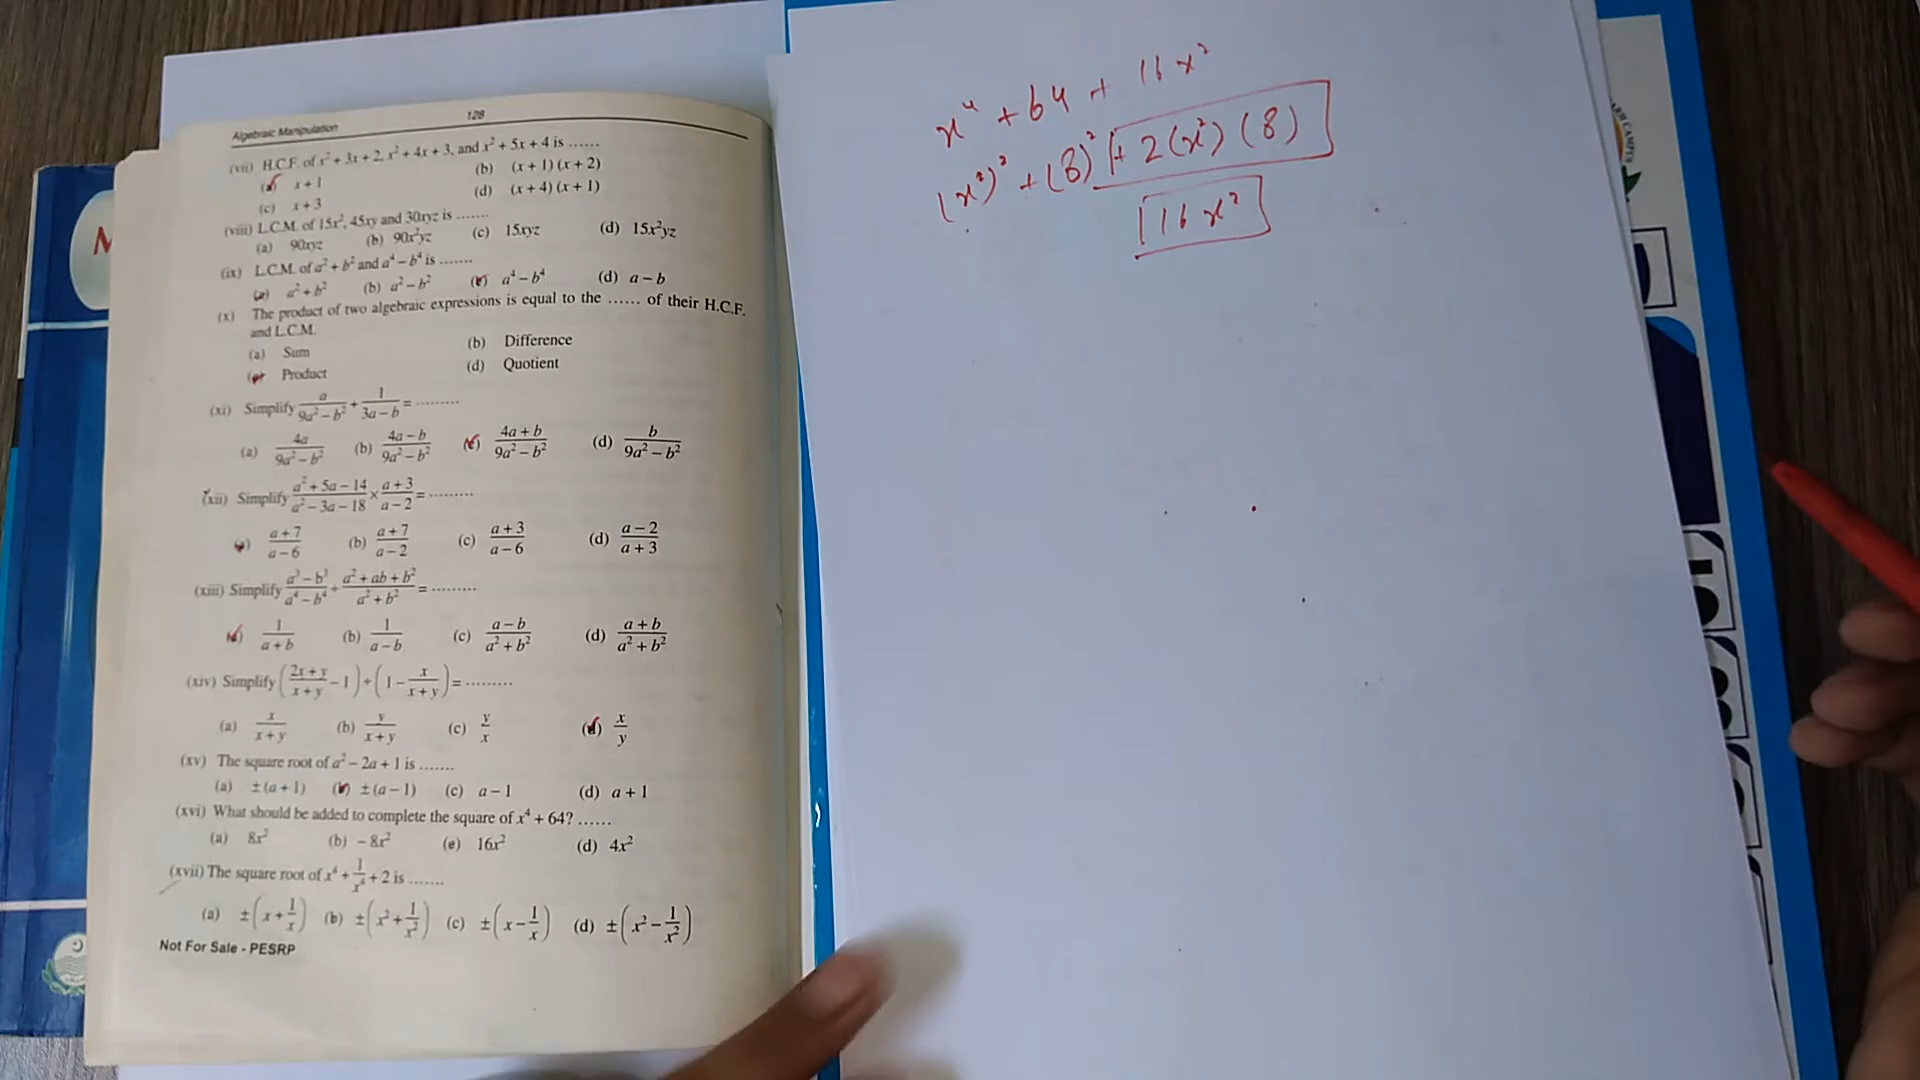 Algebraic Manipulation 128
(vii) H.C.F. of x² + 3x + 2, x² + 4x + 3, and x² + 5x + 4 is ......
(a) x + 1 (b) (x + 1) (x + 2)
(c) x + 3 (d) (x + 4) (x + 1)
(viii) L.C.M. of 15x², 45xy and 30xyz is .......
(a) 90xyz (b) 90x²yz (c) 15xyz (d) 15x²yz
(ix) L.C.M. of a² + b² and a⁴ – b⁴ is .......
(a) a² + b² (b) a² – b² (c) a⁴ – b⁴ (d) a – b
(x) The product of two algebraic expressions is equal to the ...... of their H.C.F.
and L.C.M.
(a) Sum (b) Difference
Product (d) Quotient
(xi) Simplify a/(9a² – b²) + 1/(3a – b) = .........
(a) 4a/(9a² – b²) (b) (4a – b)/(9a² – b²) (c) (4a + b)/(9a² – b²) (d) b/(9a² – b²)
(xii) Simplify (a² + 5a – 14)/(a² – 3a – 18) × (a + 3)/(a – 2) = .........
(a + 7)/(a – 6) (b) (a + 7)/(a – 2) (c) (a + 3)/(a – 6) (d) (a – 2)/(a + 3)
(xiii) Simplify (a³ – b³)/(a⁴ – b⁴) ÷ (a² + ab + b²)/(a² + b²) = .........
1/(a + b) (b) 1/(a – b) (c) (a – b)/(a² + b²) (d) (a + b)/(a² + b²)
(xiv) Simplify ((2x + y)/(x + y) – 1) ÷ (1 – x/(x + y)) = .........
(a) x/(x + y) (b) y/(x + y) (c) y/x (d) x/y
(xv) The square root of a² – 2a + 1 is .......
(a) ± (a + 1) (b) ± (a – 1) (c) a – 1 (d) a + 1
(xvi) What should be added to complete the square of x⁴ + 64? ......
(a) 8x² (b) – 8x² (c) 16x² (d) 4x²
(xvii) The square root of x⁴ + 1/x⁴ + 2 is .......
(a) ±(x + 1/x) (b) ±(x² + 1/x²) (c) ±(x – 1/x) (d) ±(x² – 1/x²)
Not For Sale - PESRP
x⁴ + 64 + 16x²
(x²)² + (8)² + 2(x²)(8)
16x²